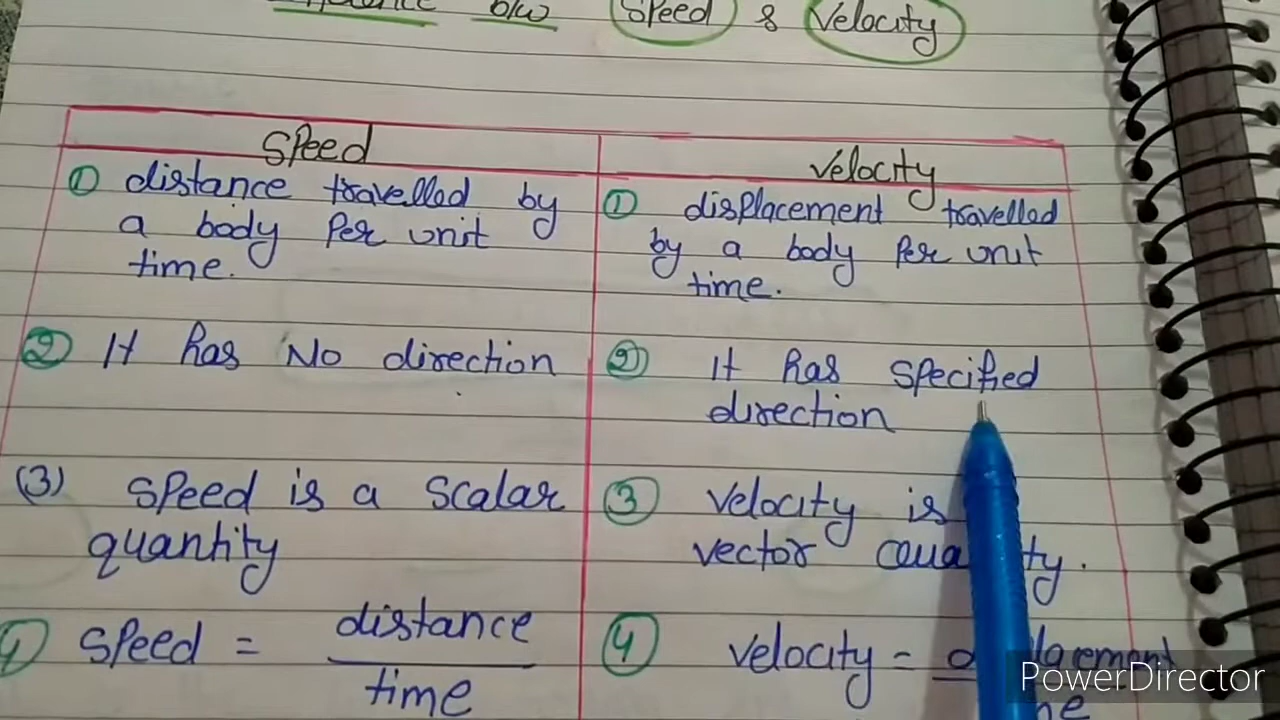 b/w Speed & Velocity
Speed
① distance travelled by
a body Per unit
time.
② It has No direction
(3) Speed is a Scalar
quantity
Speed = distance
time
Velocity
① displacement travelled
by a body Per unit
time.
② It has specified
direction
③ Velocity is
vector
④ Velocity =
PowerDirector